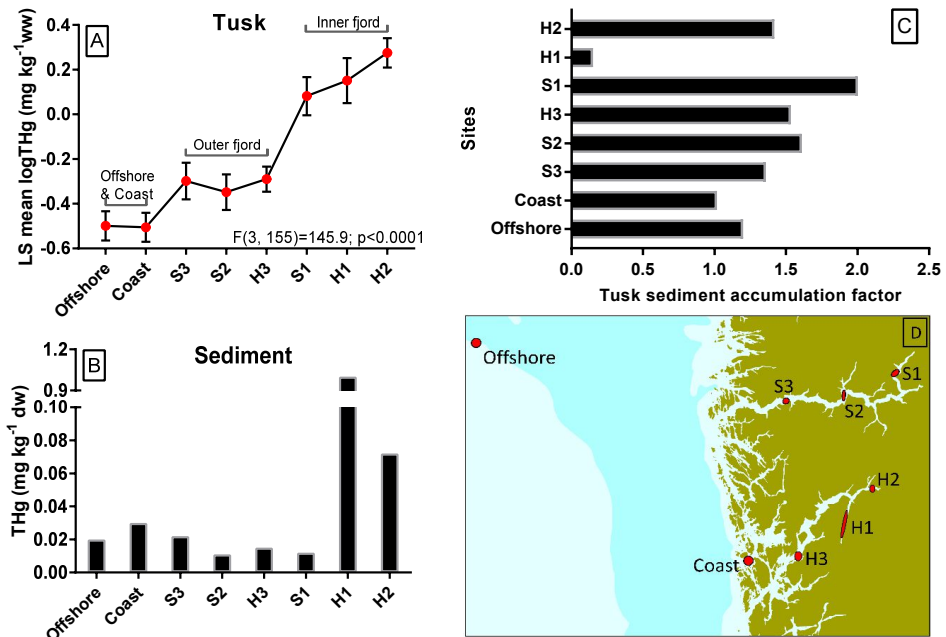 A
Tusk
LS mean logTHg (mg kg⁻¹ww)
0.4
0.2
0.0
-0.2
-0.4
-0.6
Offshore
& Coast
Outer fjord
Inner fjord
F(3, 155)=145.9; p<0.0001
Offshore
Coast
S3
S2
H3
S1
H1
H2
B
Sediment
THg (mg kg⁻¹ dw)
1.2
0.9
0.10
0.08
0.06
0.04
0.02
0.00
Offshore
Coast
S3
S2
H3
S1
H1
H2
C
Sites
H2
H1
S1
H3
S2
S3
Coast
Offshore
0.0 0.5 1.0 1.5 2.0 2.5
Tusk sediment accumulation factor
D
Offshore
S1
S3
S2
H2
H1
H3
Coast